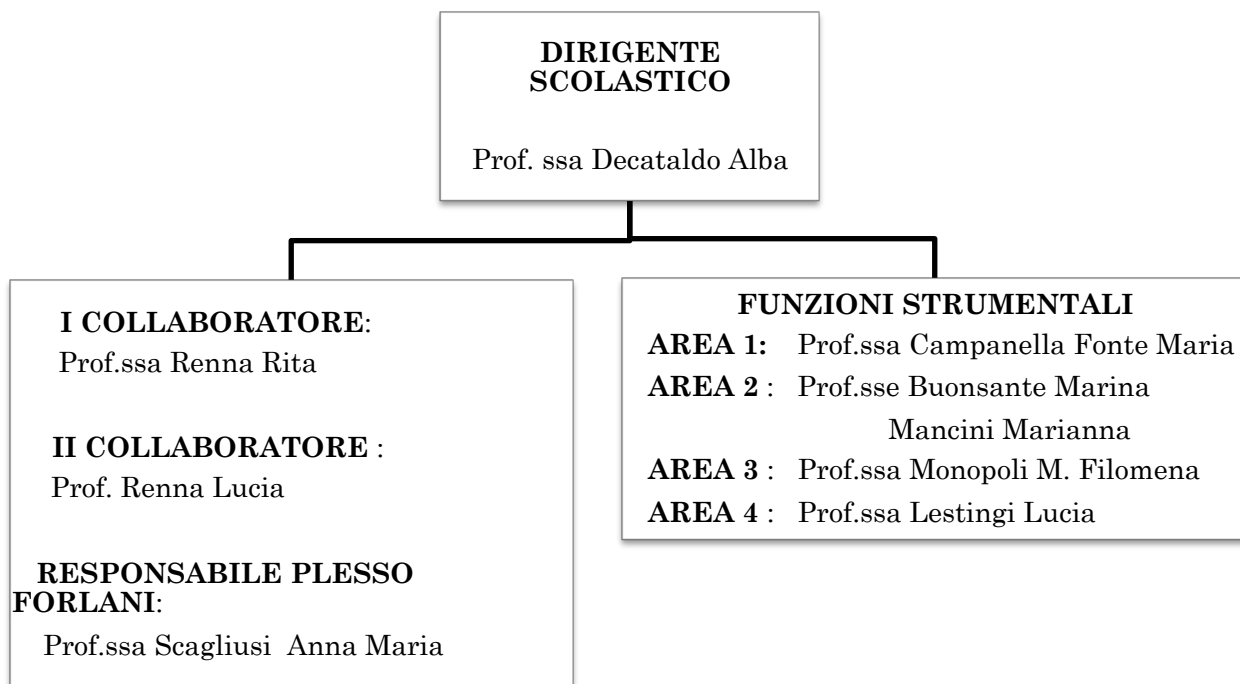 DIRIGENTE
SCOLASTICO
Prof. ssa Decataldo Alba
I COLLABORATORE:
Prof.ssa Renna Rita
II COLLABORATORE :
Prof. Renna Lucia
RESPONSABILE PLESSO
FORLANI:
Prof.ssa Scagliusi Anna Maria
FUNZIONI STRUMENTALI
AREA 1: Prof.ssa Campanella Fonte Maria
AREA 2 : Prof.sse Buonsante Marina
Mancini Marianna
AREA 3 : Prof.ssa Monopoli M. Filomena
AREA 4 : Prof.ssa Lestingi Lucia